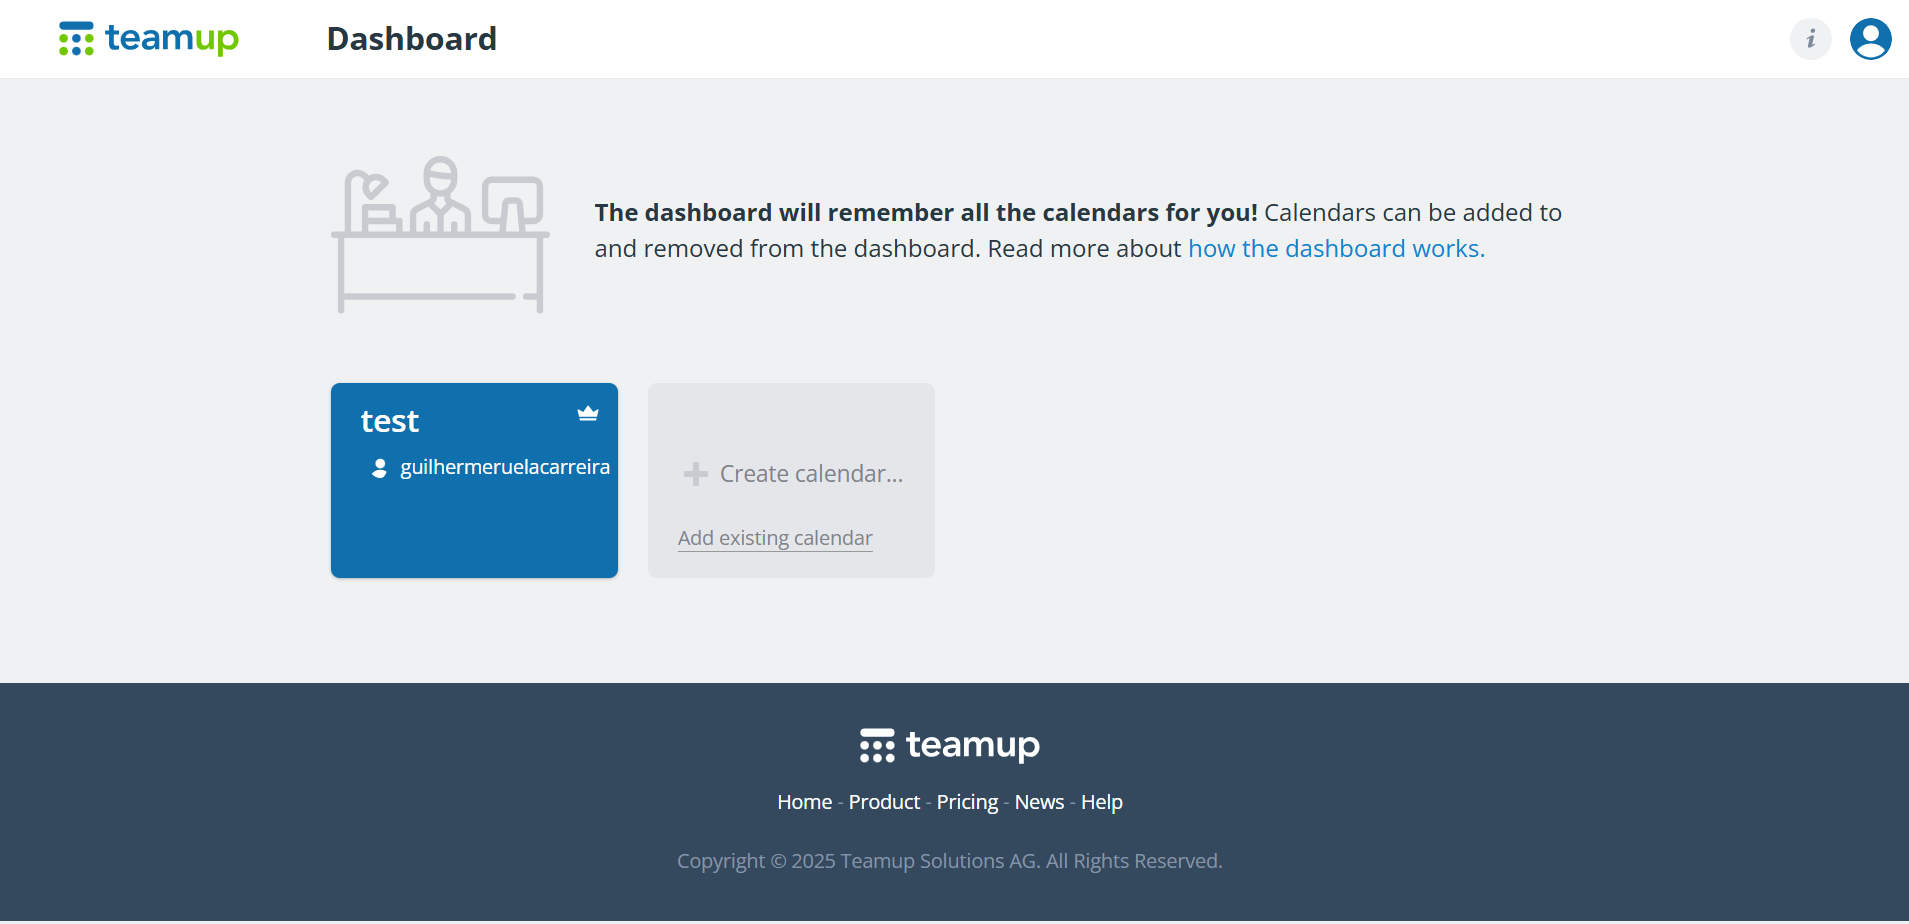 teamup
Dashboard
i
The dashboard will remember all the calendars for you! Calendars can be added to
and removed from the dashboard. Read more about how the dashboard works.
test
guilhermeruelacarreira
Create calendar...
Add existing calendar
teamup
Home - Product - Pricing - News - Help
Copyright © 2025 Teamup Solutions AG. All Rights Reserved.